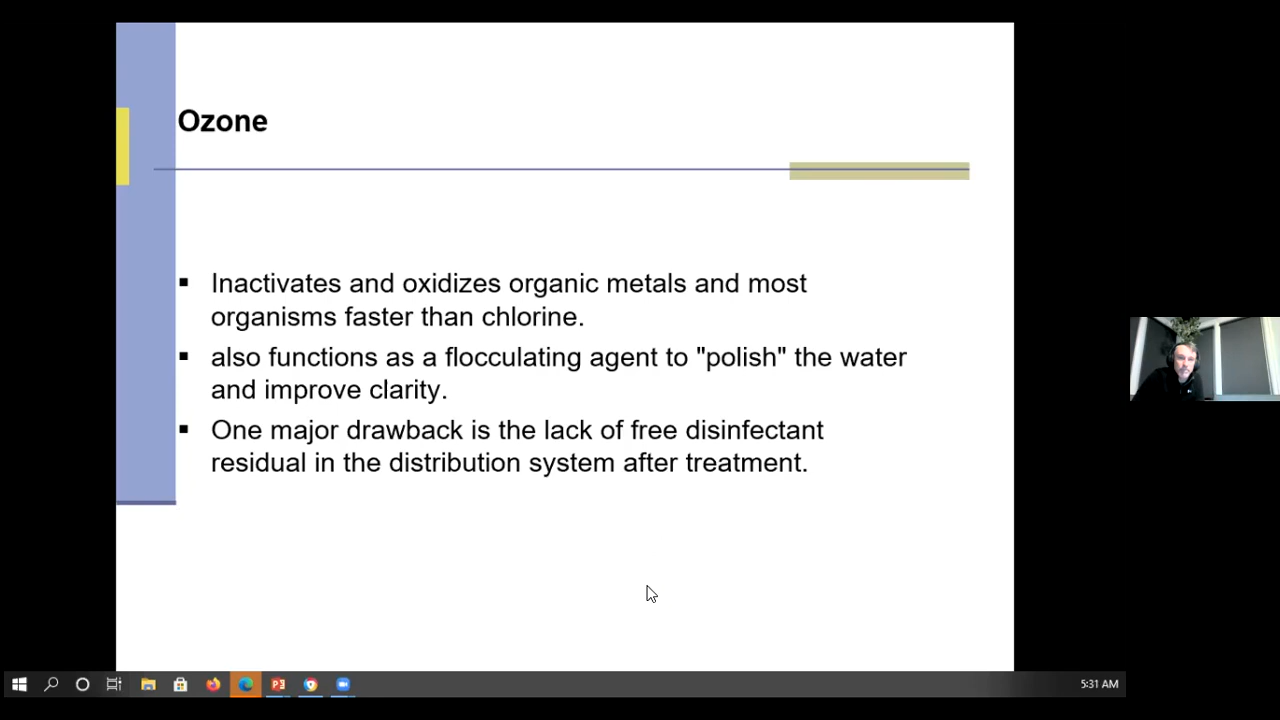 Ozone
Inactivates and oxidizes organic metals and most
organisms faster than chlorine.
also functions as a flocculating agent to "polish" the water
and improve clarity.
One major drawback is the lack of free disinfectant
residual in the distribution system after treatment.
5:31 AM